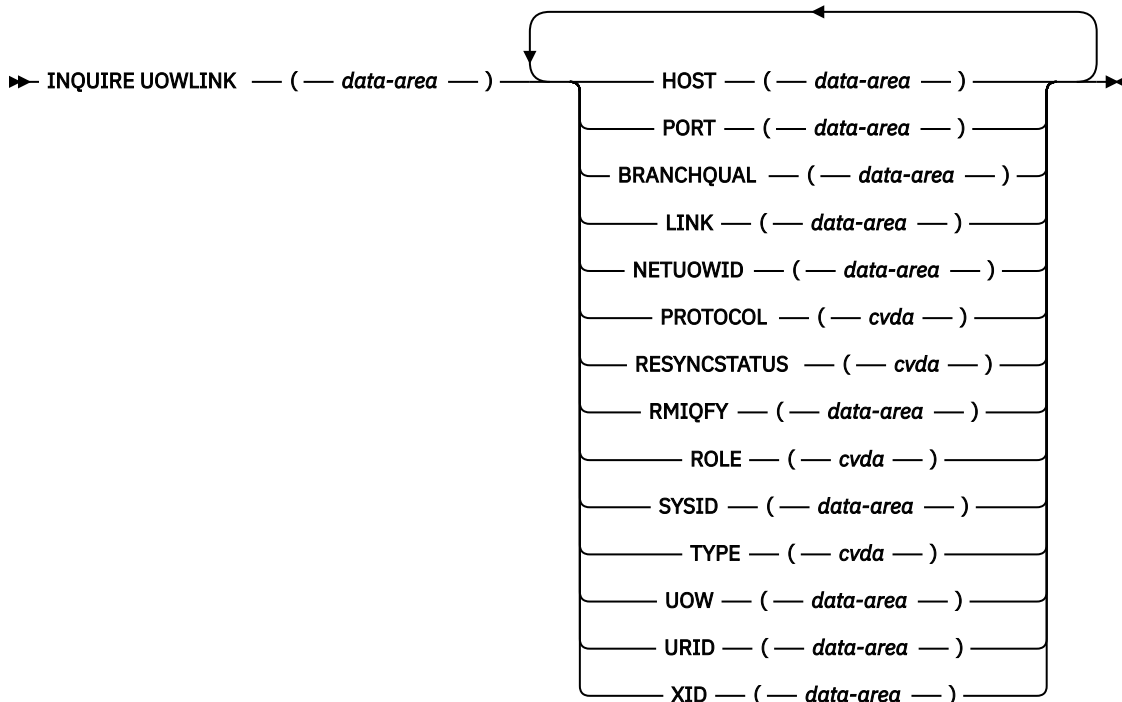 INQUIRE UOWLINK ( data-area ) HOST ( data-area )
PORT ( data-area )
BRANCHQUAL ( data-area )
LINK ( data-area )
NETUOWID ( data-area )
PROTOCOL ( cvda )
RESYNCSTATUS ( cvda )
RMIQFY ( data-area )
ROLE ( cvda )
SYSID ( data-area )
TYPE ( cvda )
UOW ( data-area )
URID ( data-area )
XID ( data-area )